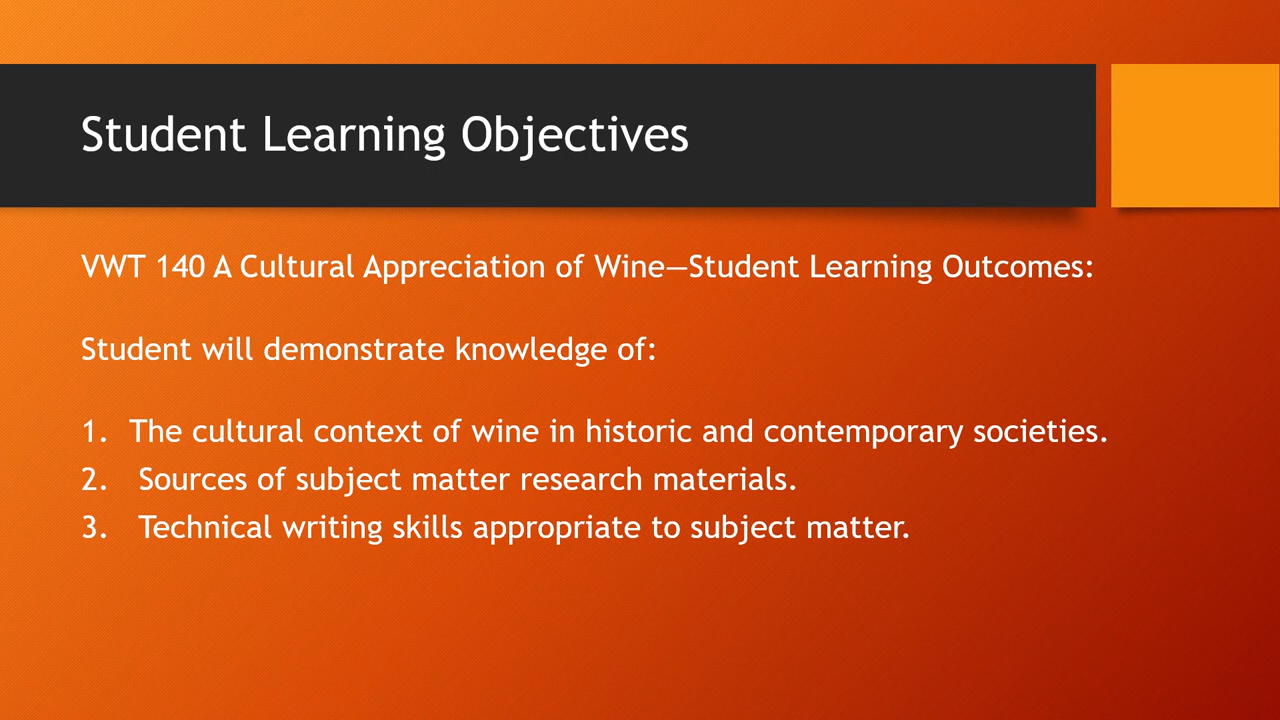 Student Learning Objectives
VWT 140 A Cultural Appreciation of Wine—Student Learning Outcomes:
Student will demonstrate knowledge of:
1. The cultural context of wine in historic and contemporary societies.
2. Sources of subject matter research materials.
3. Technical writing skills appropriate to subject matter.